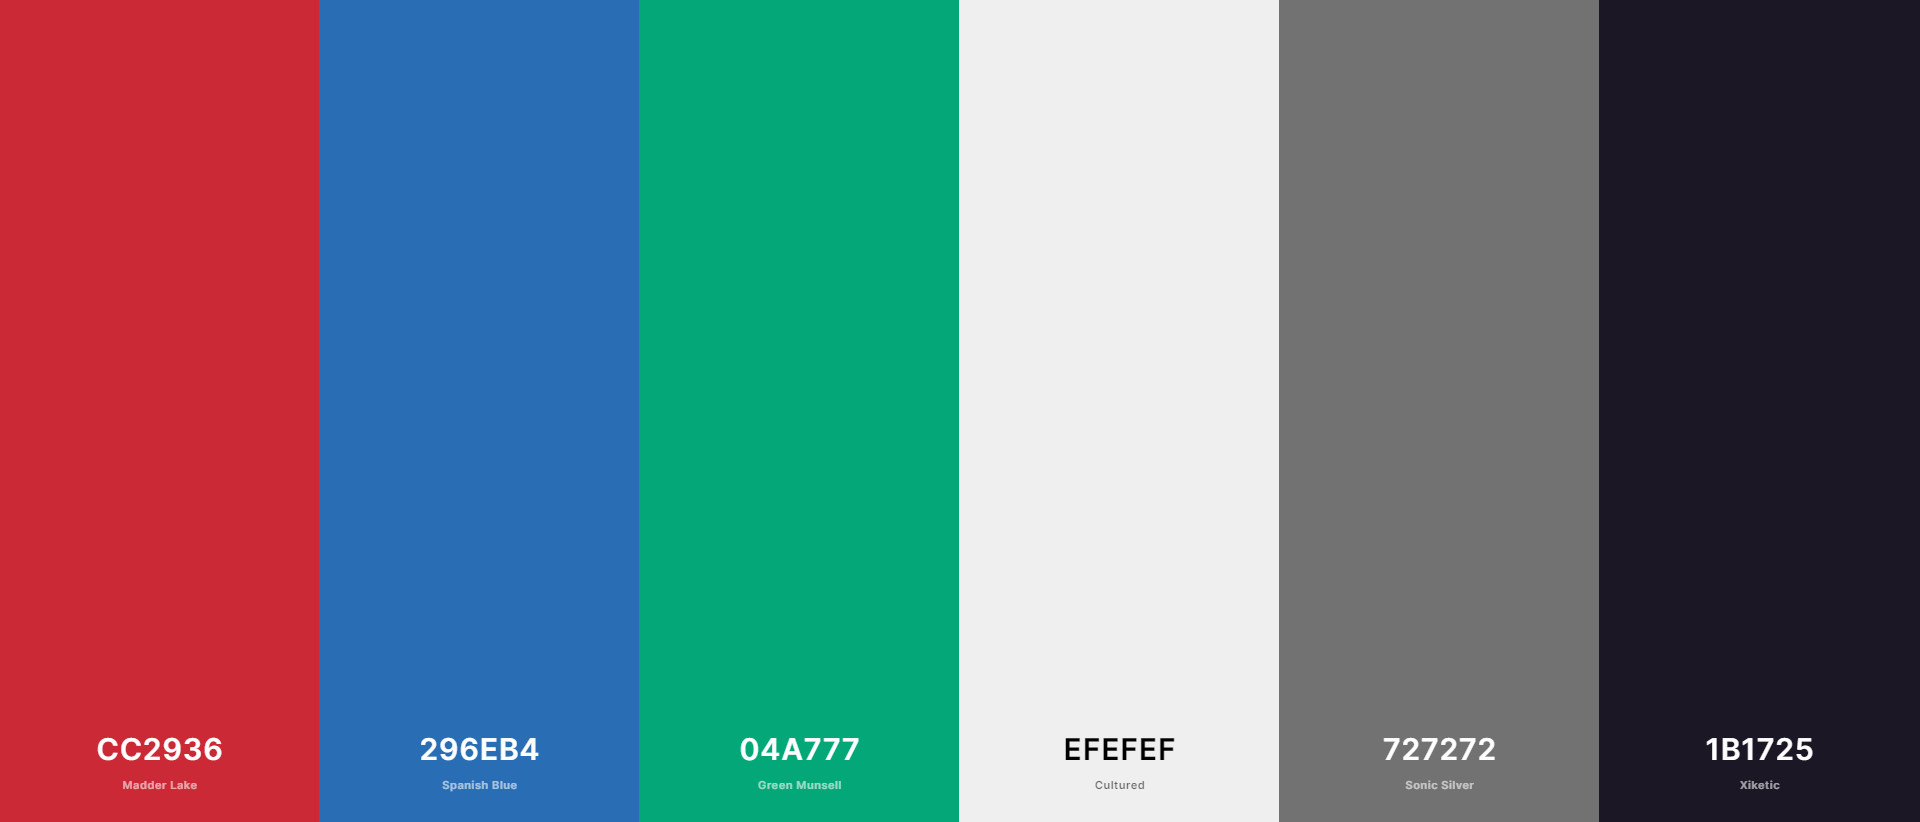 CC2936
Madder Lake
296EB4
Spanish Blue
04A777
Green Munsell
EFEFEF
Cultured
727272
Sonic Silver
1B1725
Xiketic